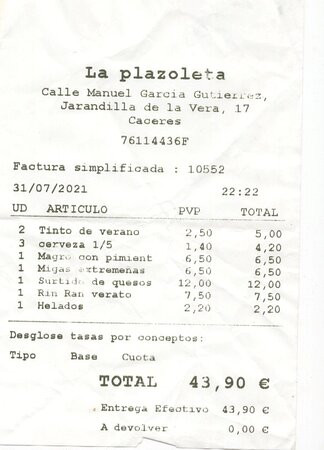 La plazoleta
Calle Manuel Garcia Gutierrez,
Jarandilla de la Vera, 17
Caceres
76114436F
Factura simplificada : 10552
31/07/2021 22:22
UD ARTICULO PVP TOTAL
2 Tinto de verano 2,50 5,00
3 cerveza 1/5 1,40 4,20
1 Magro con pimient 6,50 6,50
1 Migas extremeñas 6,50 6,50
1 Surtido de quesos 12,00 12,00
1 Rin Ran verato 7,50 7,50
1 Helados 2,20 2,20
Desglose tasas por conceptos:
Tipo Base Cuota
TOTAL 43,90 €
Entrega Efectivo 43,90 €
A devolver 0,00 €